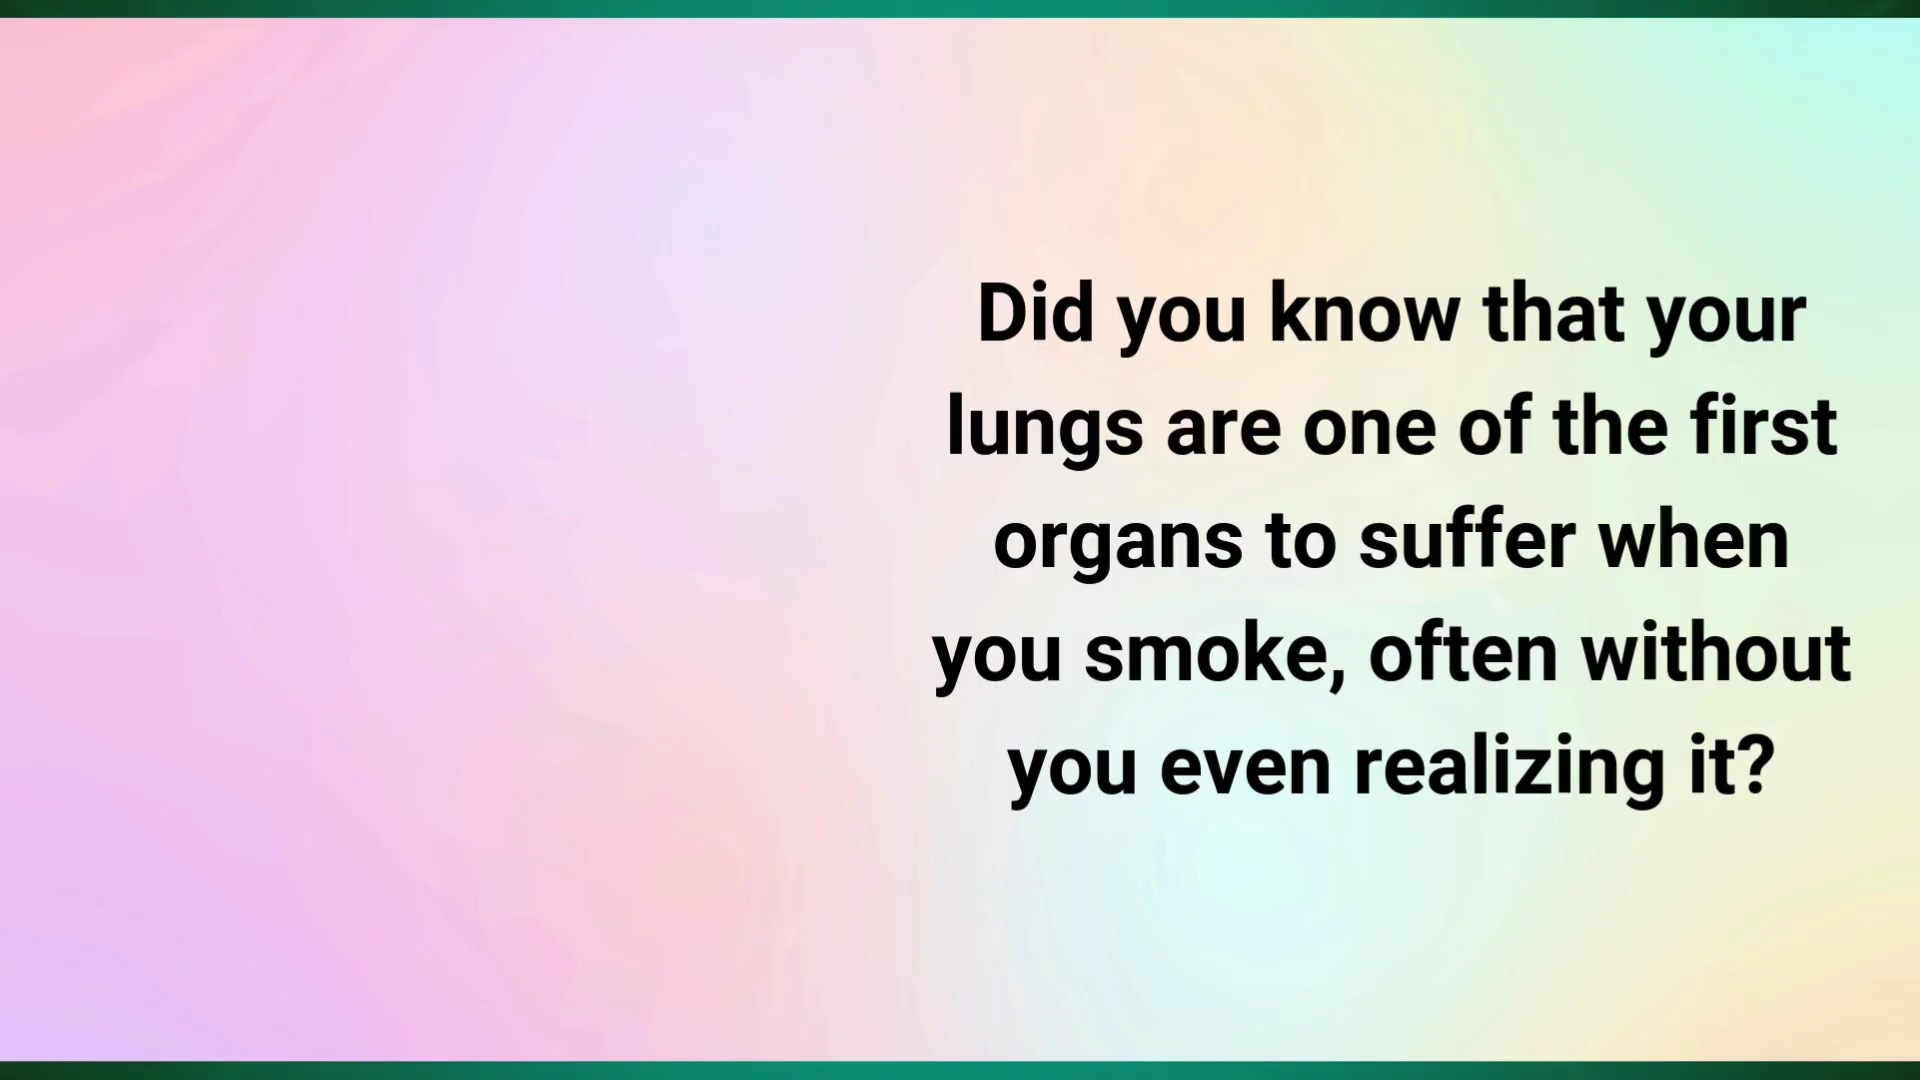 Did you know that your
lungs are one of the first
organs to suffer when
you smoke, often without
you even realizing it?